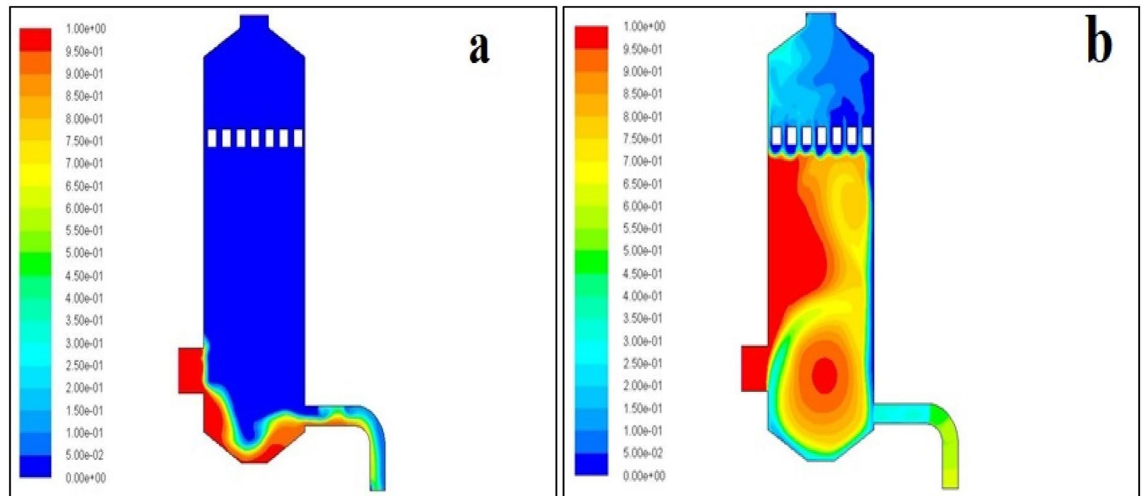 a
1.00e+00
9.50e-01
9.00e-01
8.50e-01
8.00e-01
7.50e-01
7.00e-01
6.50e-01
6.00e-01
5.50e-01
5.00e-01
4.50e-01
4.00e-01
3.50e-01
3.00e-01
2.50e-01
2.00e-01
1.50e-01
1.00e-01
5.00e-02
0.00e+00
b
1.00e+00
9.50e-01
9.00e-01
8.50e-01
8.00e-01
7.50e-01
7.00e-01
6.50e-01
6.00e-01
5.50e-01
5.00e-01
4.50e-01
4.00e-01
3.50e-01
3.00e-01
2.50e-01
2.00e-01
1.50e-01
1.00e-01
5.00e-02
0.00e+00